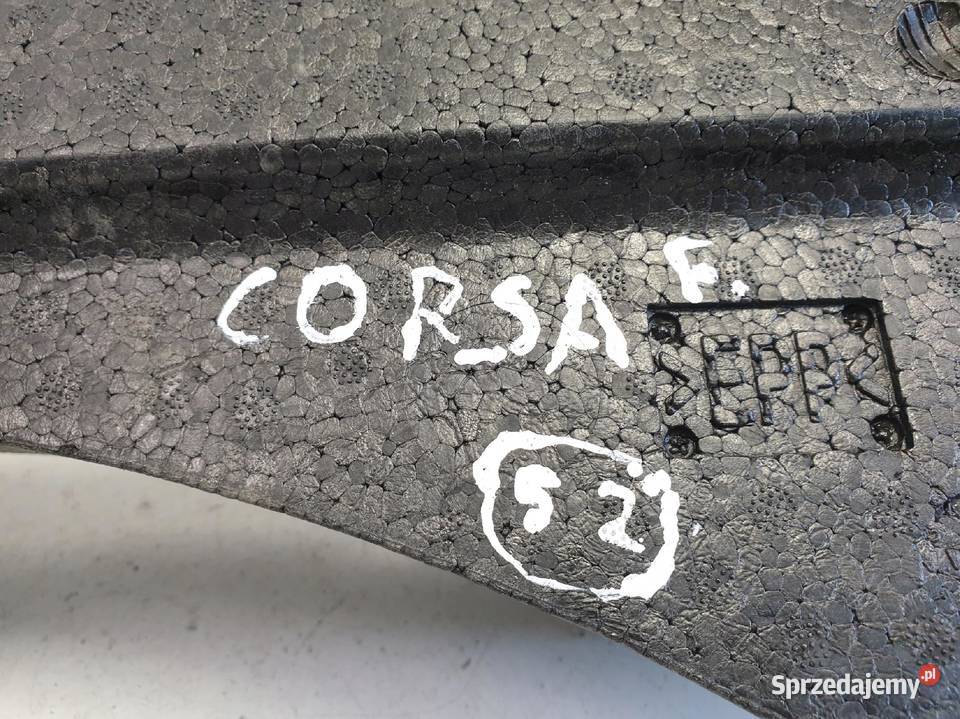 CORSA F.
>EPP<
52
Sprzedajemy.pl